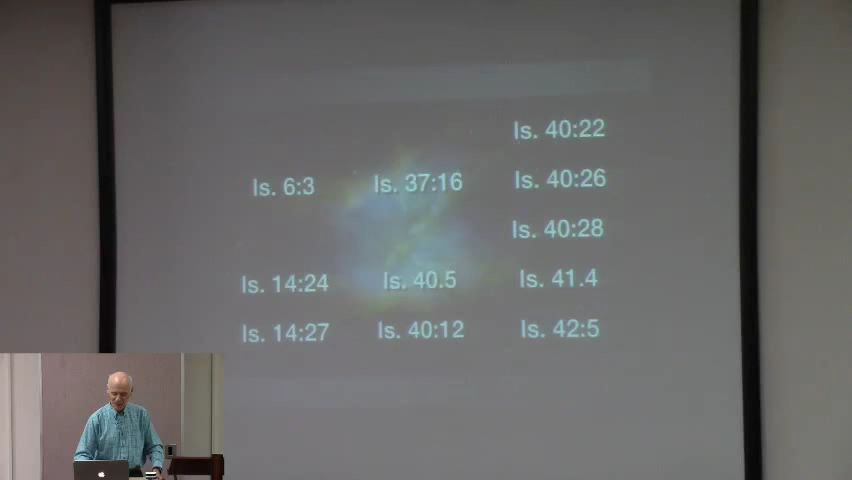 Is. 40:22
Is. 6:3 Is. 37:16 Is. 40:26
Is. 40:28
Is. 14:24 Is. 40.5 Is. 41.4
Is. 14:27 Is. 40:12 Is. 42:5